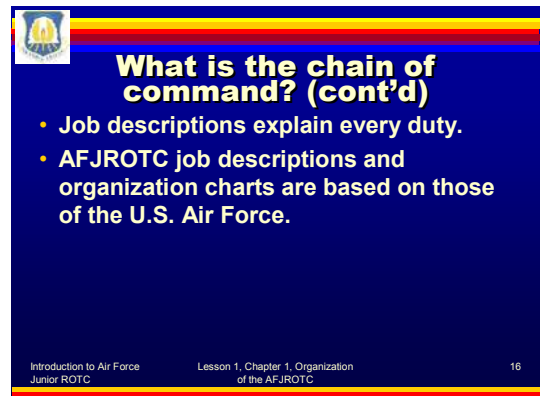 What is the chain of
command? (cont’d)
• Job descriptions explain every duty.
• AFJROTC job descriptions and
organization charts are based on those
of the U.S. Air Force.
Introduction to Air Force
Junior ROTC
Lesson 1, Chapter 1, Organization
of the AFJROTC
16